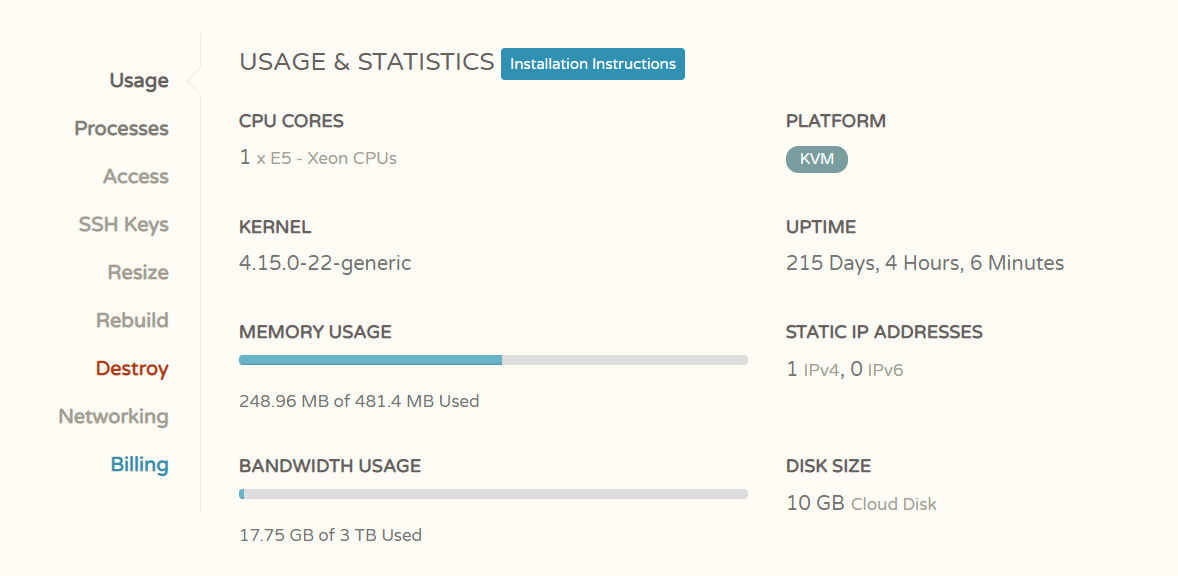 Usage
Processes
Access
SSH Keys
Resize
Rebuild
Destroy
Networking
Billing
USAGE & STATISTICS Installation Instructions
CPU CORES
1 x E5 - Xeon CPUs
PLATFORM
KVM
KERNEL
4.15.0-22-generic
UPTIME
215 Days, 4 Hours, 6 Minutes
MEMORY USAGE
248.96 MB of 481.4 MB Used
STATIC IP ADDRESSES
1 IPv4, 0 IPv6
BANDWIDTH USAGE
17.75 GB of 3 TB Used
DISK SIZE
10 GB Cloud Disk